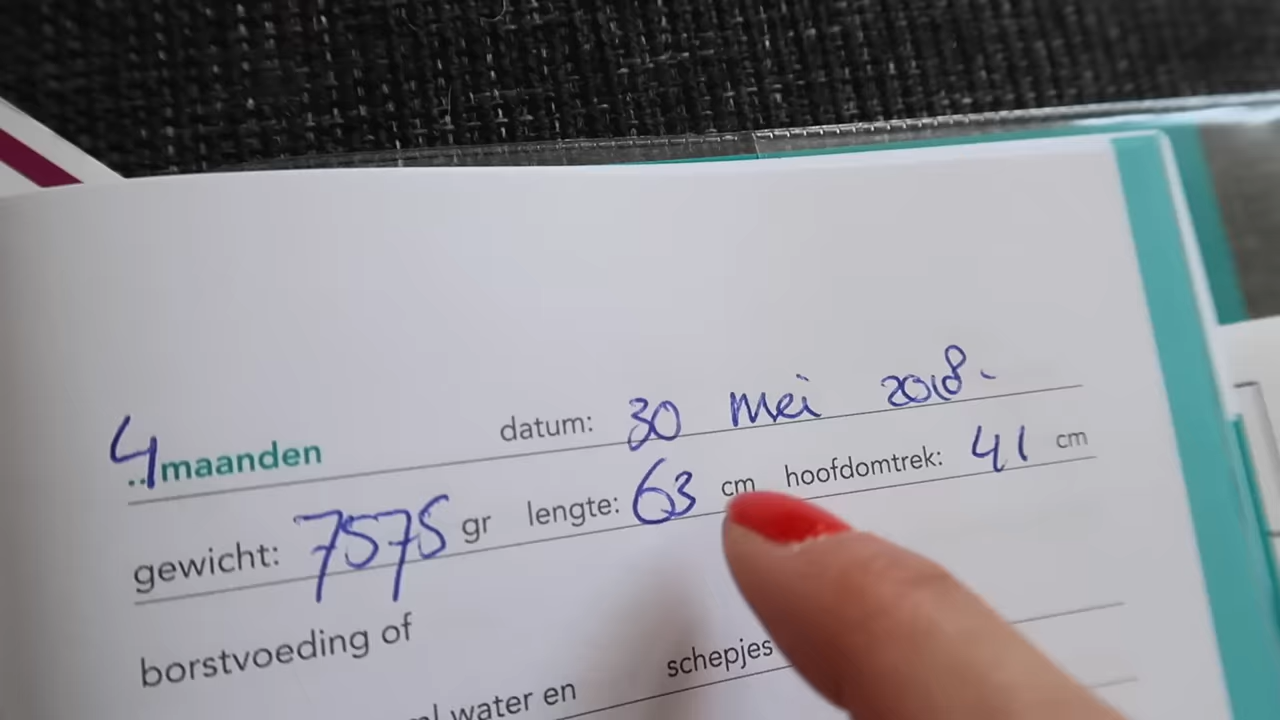 4 maanden datum: 30 mei 2018.
gewicht: 7575 gr lengte: 63 cm hoofdomtrek: 41 cm
borstvoeding of
water en schepjes